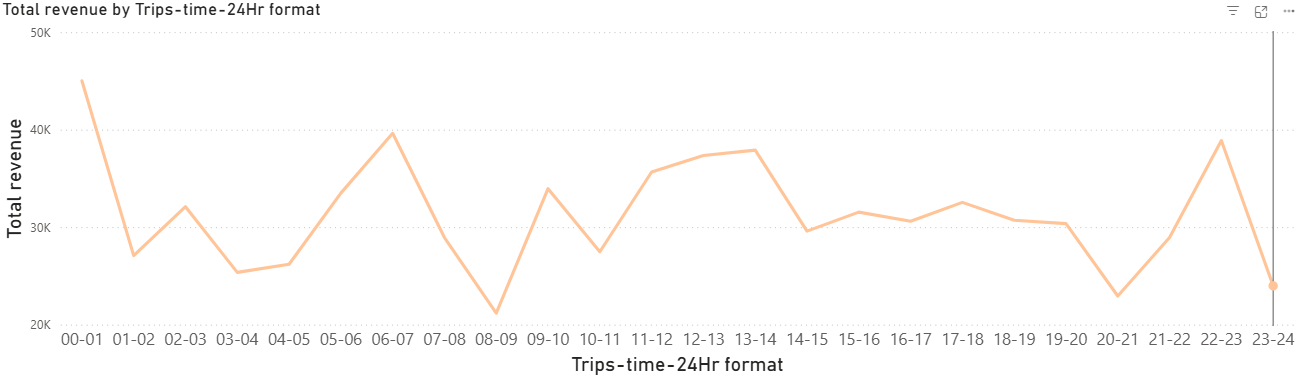 Total revenue by Trips-time-24Hr format
50K
40K
30K
20K
Total revenue
00-01 01-02 02-03 03-04 04-05 05-06 06-07 07-08 08-09 09-10 10-11 11-12 12-13 13-14 14-15 15-16 16-17 17-18 18-19 19-20 20-21 21-22 22-23 23-24
Trips-time-24Hr format